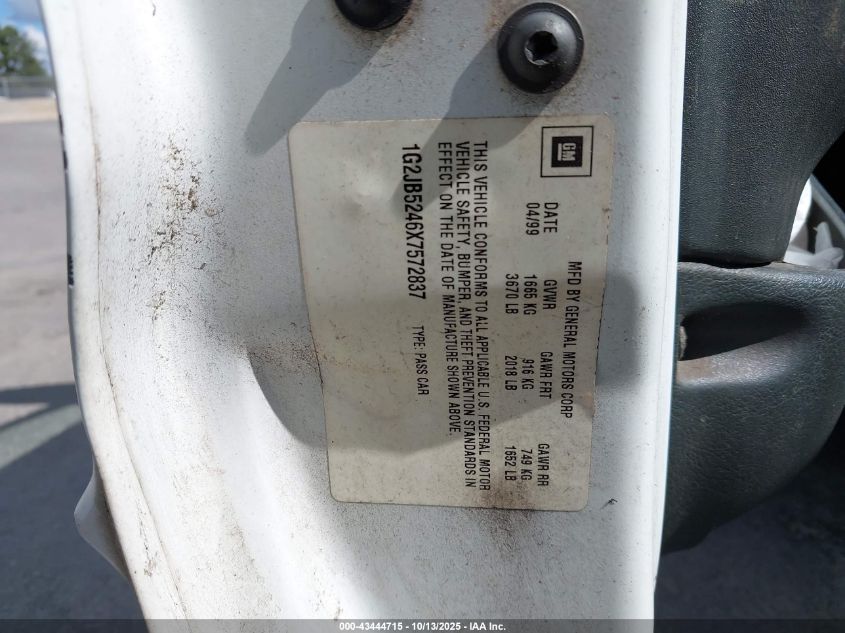 GM
MFD BY GENERAL MOTORS CORP
DATE GVWR GAWR FRT GAWR RR
04/99 1665 KG 916 KG 749 KG
3670 LB 2018 LB 1652 LB
THIS VEHICLE CONFORMS TO ALL APPLICABLE U.S. FEDERAL MOTOR
VEHICLE SAFETY, BUMPER, AND THEFT PREVENTION STANDARDS IN
EFFECT ON THE DATE OF MANUFACTURE SHOWN ABOVE.
1G2JB5246X7572837 TYPE: PASS CAR
000-43444715 - 10/13/2025 - IAA Inc.